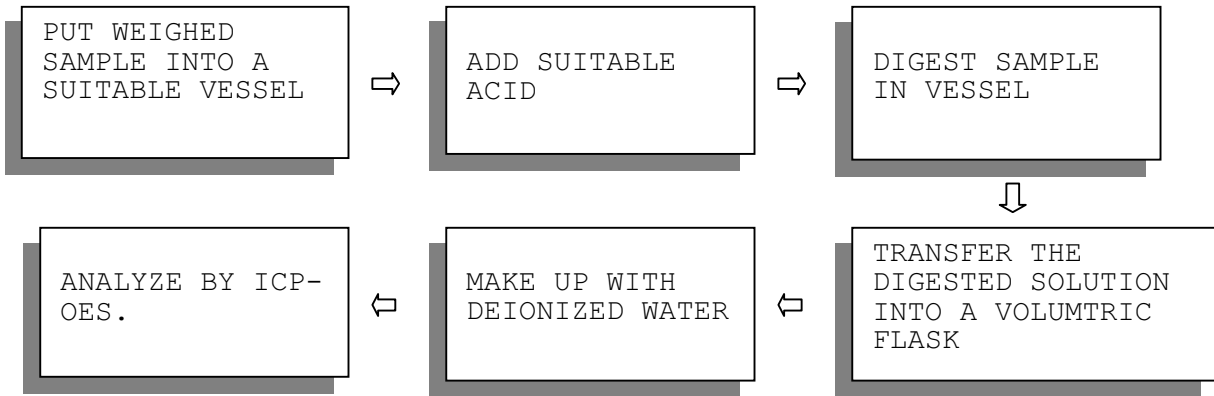 PUT WEIGHED
SAMPLE INTO A
SUITABLE VESSEL
ADD SUITABLE
ACID
DIGEST SAMPLE
IN VESSEL
TRANSFER THE
DIGESTED SOLUTION
INTO A VOLUMTRIC
FLASK
MAKE UP WITH
DEIONIZED WATER
ANALYZE BY ICP-
OES.